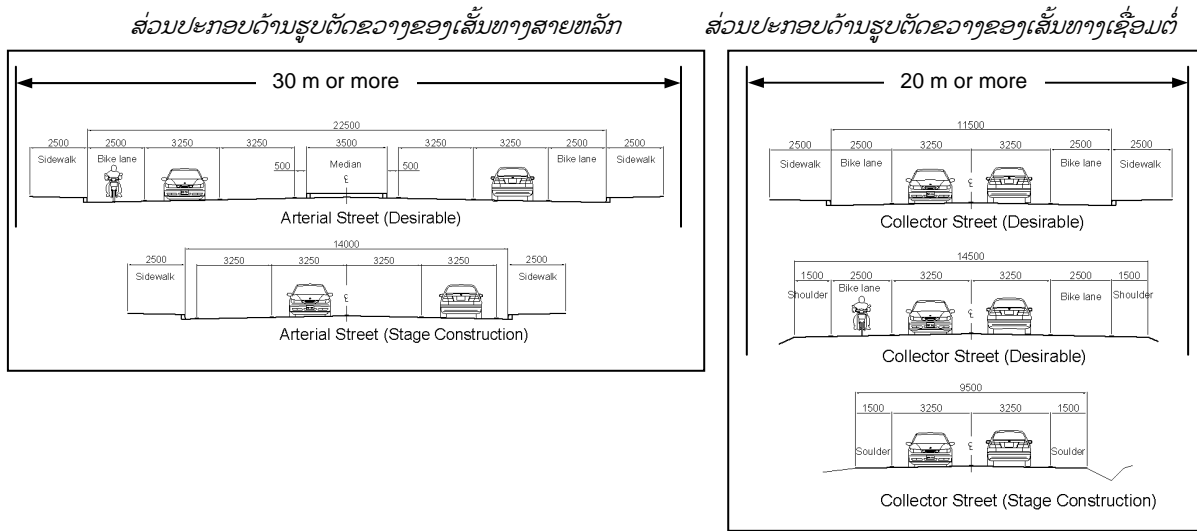 ສ່ວນປະກອບດ້ານຮູບຕັດຂວາງຂອງເສັ້ນທາງສາຍຫລັກ
30 m or more
22500
2500 2500 3250 3250 3500 3250 3250 2500 2500
Sidewalk Bike lane 500 Median 500 Bike lane Sidewalk
Arterial Street (Desirable)
14000
2500 3250 3250 3250 3250 2500
Sidewalk Sidewalk
Arterial Street (Stage Construction)
ສ່ວນປະກອບດ້ານຮູບຕັດຂວາງຂອງເສັ້ນທາງເຊື່ອມຕໍ່
20 m or more
11500
2500 2500 3250 3250 2500 2500
Sidewalk Bike lane Bike lane Sidewalk
Collector Street (Desirable)
14500
1500 2500 3250 3250 2500 1500
Shoulder Bike lane Bike lane Shoulder
Collector Street (Desirable)
9500
1500 3250 3250 1500
Soulder Soulder
Collector Street (Stage Construction)